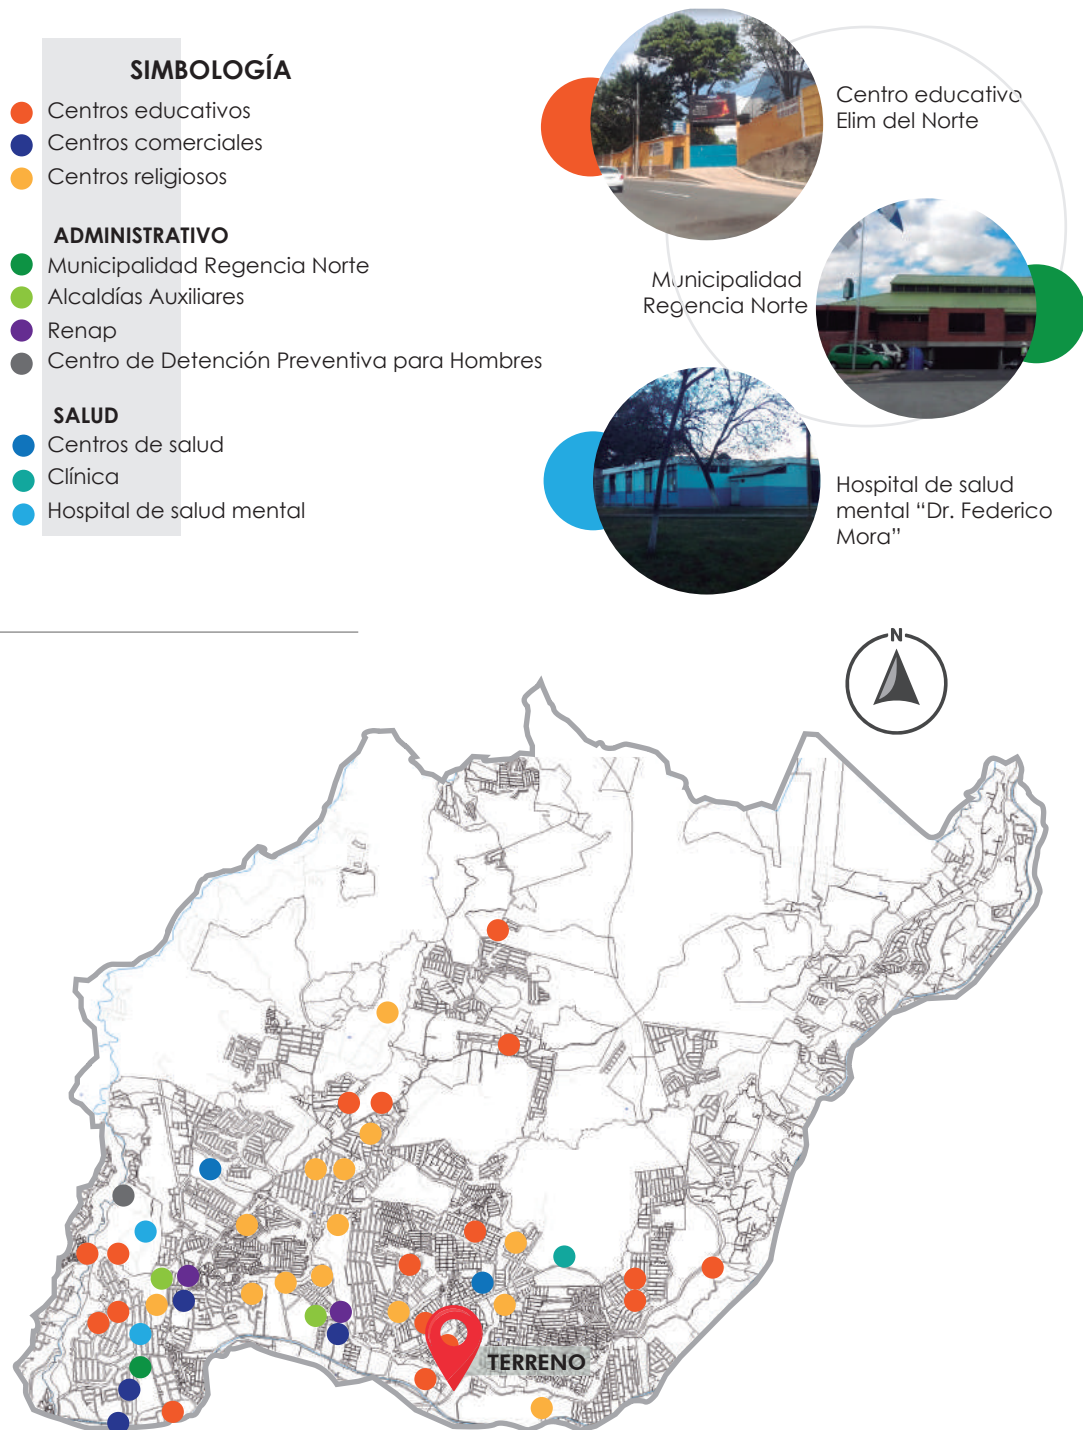 SIMBOLOGÍA
Centros educativos
Centros comerciales
Centros religiosos
ADMINISTRATIVO
Municipalidad Regencia Norte
Alcaldías Auxiliares
Renap
Centro de Detención Preventiva para Hombres
SALUD
Centros de salud
Clínica
Hospital de salud mental
Centro educativo
Elim del Norte
Municipalidad
Regencia Norte
Hospital de salud
mental “Dr. Federico
Mora”
N
TERRENO